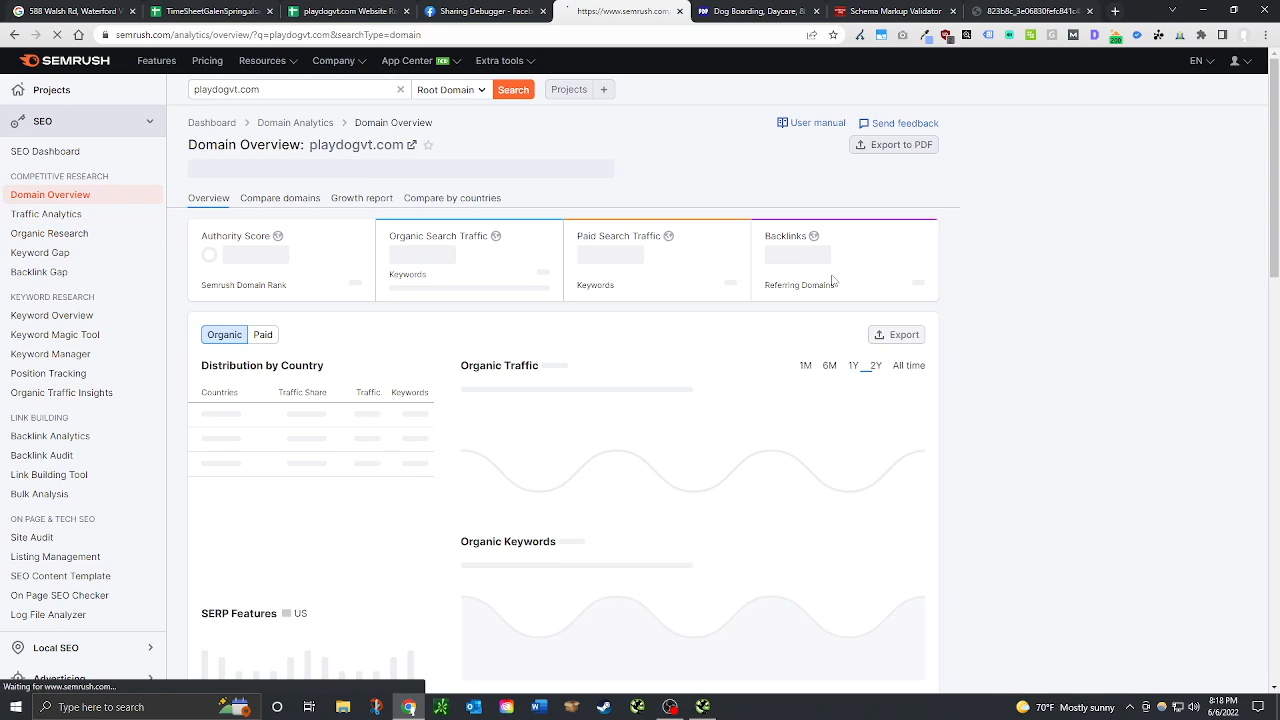 588 Walsh Rd, Waterford V
TimeSheetGalenSpringsDai
playdog.com Website Re
Sharing Debugger - Faceb
https://www.semrush.com
Dog Boarding, Daycare, &
Schema Markup Validator
semrush.com/analytics/overview/?q=playdogvt.com&searchType=domain
SEMRUSH
Features
Pricing
Resources
Company
App Center
NEW
Extra tools
EN
Projects
playdogvt.com
Root Domain
Search
Projects
+
SEO
SEO Dashboard
COMPETITIVE RESEARCH
Domain Overview
Traffic Analytics
Organic Research
Keyword Gap
Backlink Gap
KEYWORD RESEARCH
Keyword Overview
Keyword Magic Tool
Keyword Manager
Position Tracking
Organic Traffic Insights
LINK BUILDING
Backlink Analytics
Backlink Audit
Link Building Tool
Bulk Analysis
ON PAGE & TECH SEO
Site Audit
Listing Management
SEO Content Template
On Page SEO Checker
Log File Analyzer
Local SEO
Advertising
Dashboard > Domain Analytics > Domain Overview
User manual
Send feedback
Domain Overview: playdogvt.com
Export to PDF
Overview
Compare domains
Growth report
Compare by countries
Authority Score
Semrush Domain Rank
Organic Search Traffic
Keywords
Paid Search Traffic
Keywords
Backlinks
Referring Domains
Organic
Paid
Export
Distribution by Country
Countries Traffic Share Traffic Keywords
Organic Traffic
1M 6M 1Y 2Y All time
Organic Keywords
SERP Features
US
Waiting for www.semrush.com...
Type here to search
70°F Mostly sunny
8:18 PM
6/6/2022